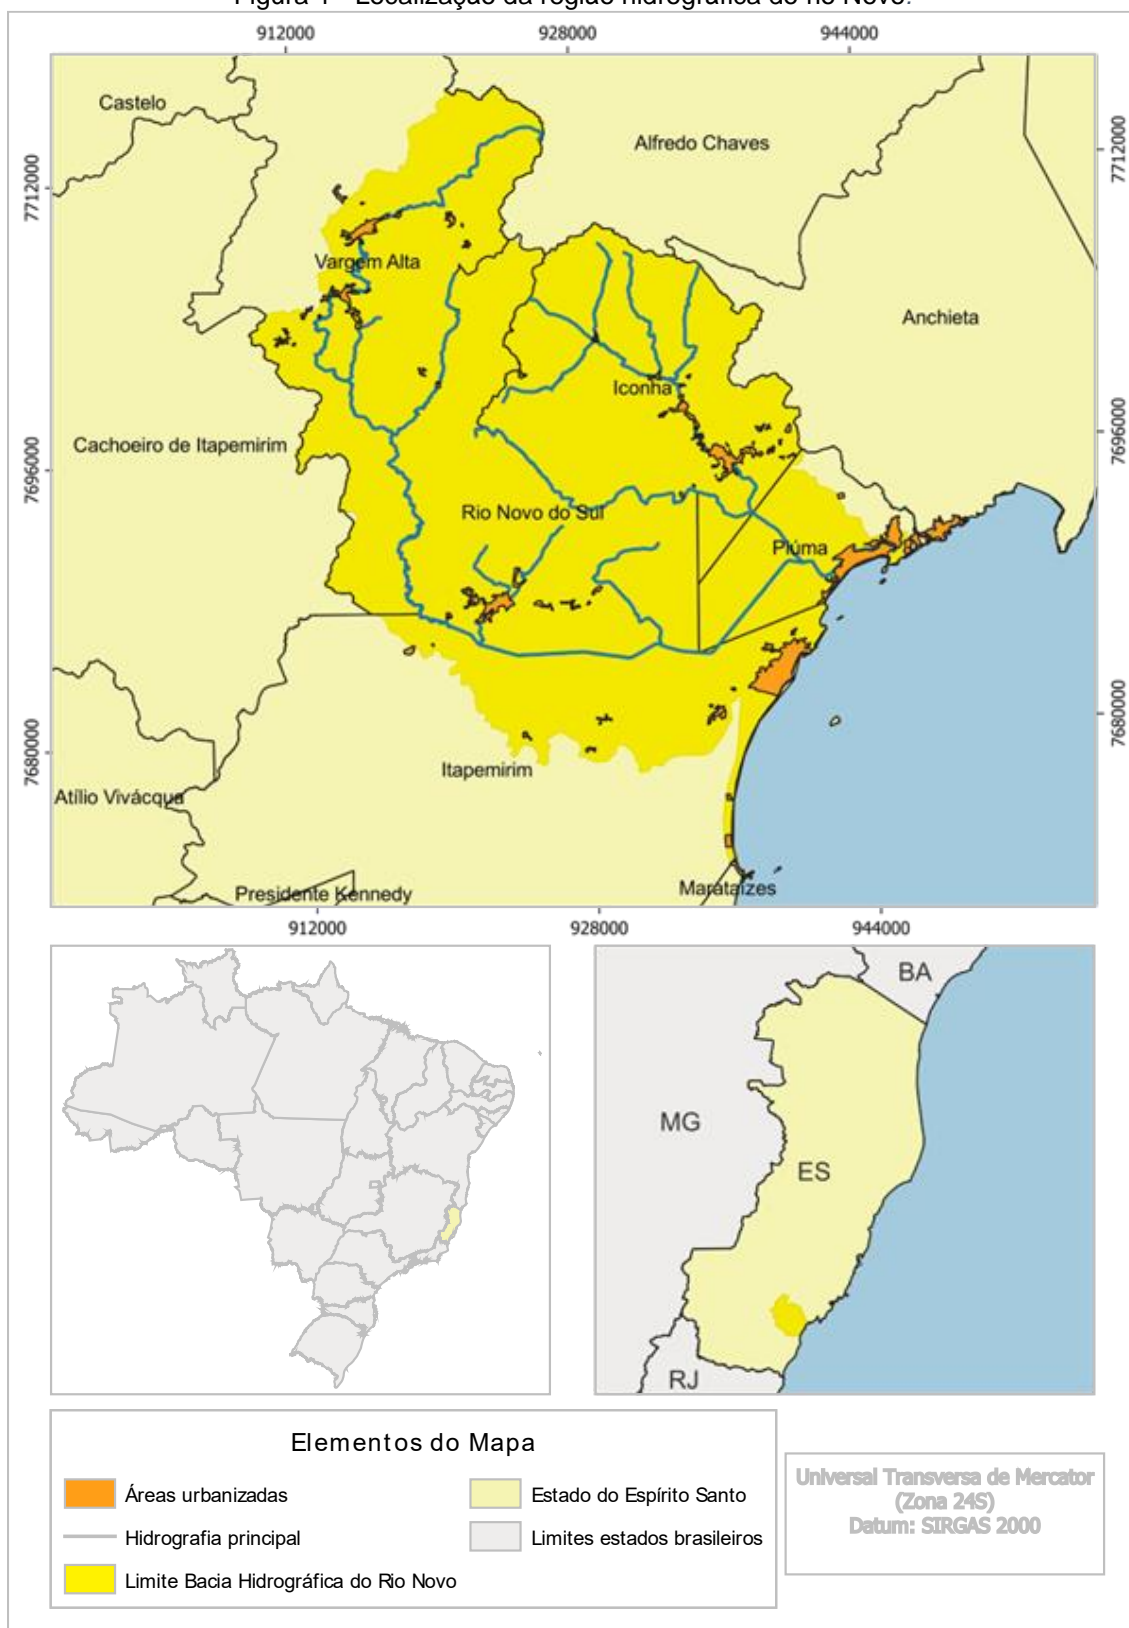 Figura 1 - Localização da região hidrográfica do rio Novo.
912000
928000
944000
Castelo
Alfredo Chaves
7712000
7712000
Vargem Alta
Anchieta
Iconha
Cachoeiro de Itapemirim
7696000
7696000
Rio Novo do Sul
Piúma
7680000
7680000
Itapemirim
Atílio Vivácqua
Presidente Kennedy
Marataízes
912000
928000
944000
BA
MG
ES
RJ
Elementos do Mapa
Áreas urbanizadas
Estado do Espírito Santo
Hidrografia principal
Limites estados brasileiros
Limite Bacia Hidrográfica do Rio Novo
Universal Transversa de Mercator
(Zona 24S)
Datum: SIRGAS 2000